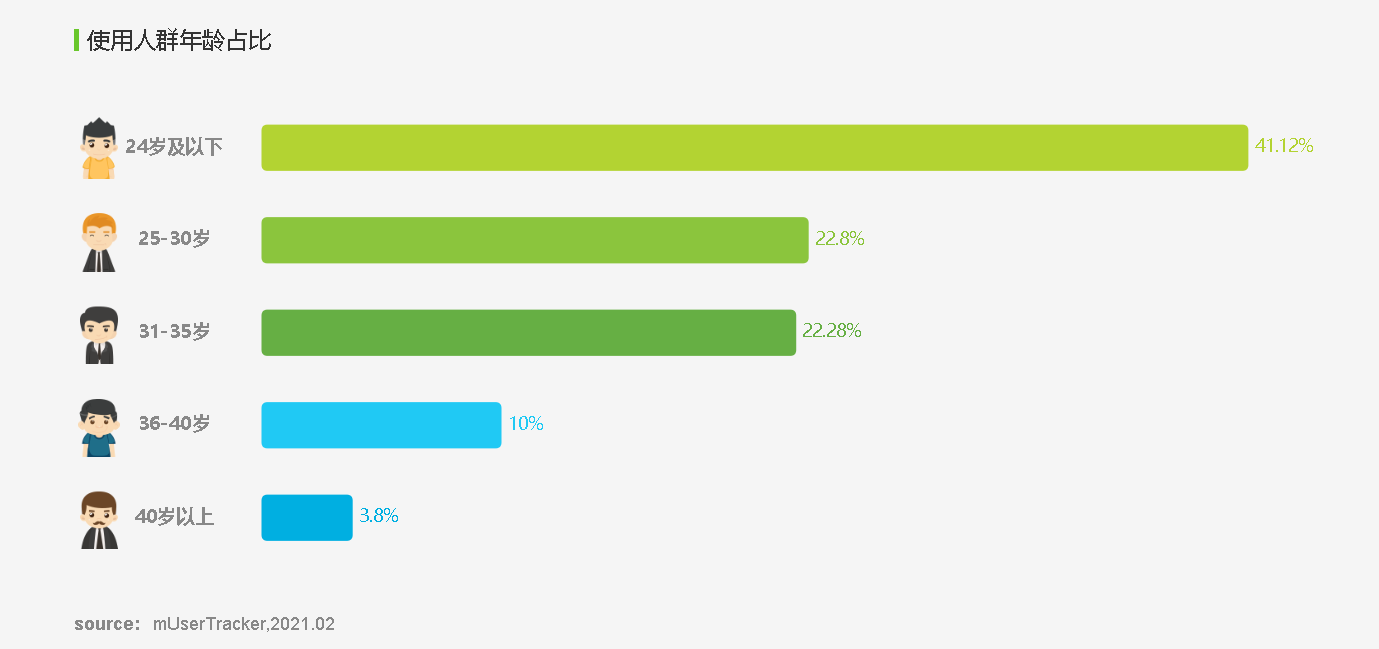 使用人群年龄占比
24岁及以下 41.12%
25-30岁 22.8%
31-35岁 22.28%
36-40岁 10%
40岁以上 3.8%
source: mUserTracker,2021.02